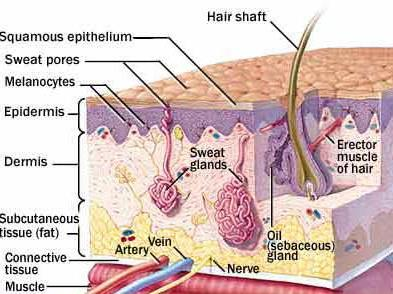 Hair shaft
Squamous epithelium
Sweat pores
Melanocytes
Epidermis
Dermis
Sweat
glands
Erector
muscle
of hair
Subcutaneous
tissue (fat)
Oil
(sebaceous)
gland
Artery
Vein
Nerve
Connective
tissue
Muscle